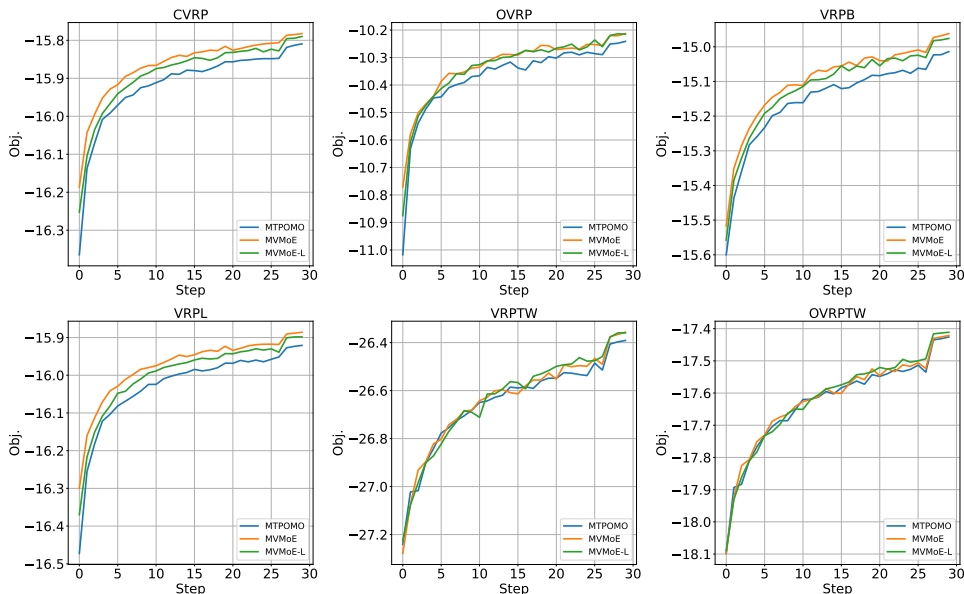 CVRP
−15.8
−15.9
−16.0
−16.1
−16.2
−16.3
Obj.
0 5 10 15 20 25 30
Step
MTPOMO
MVMoE
MVMoE-L
OVRP
−10.2
−10.3
−10.4
−10.5
−10.6
−10.7
−10.8
−10.9
−11.0
Obj.
0 5 10 15 20 25 30
Step
MTPOMO
MVMoE
MVMoE-L
VRPB
−15.0
−15.1
−15.2
−15.3
−15.4
−15.5
−15.6
Obj.
0 5 10 15 20 25 30
Step
MTPOMO
MVMoE
MVMoE-L
VRPL
−15.9
−16.0
−16.1
−16.2
−16.3
−16.4
−16.5
Obj.
0 5 10 15 20 25 30
Step
MTPOMO
MVMoE
MVMoE-L
VRPTW
−26.4
−26.6
−26.8
−27.0
−27.2
Obj.
0 5 10 15 20 25 30
Step
MTPOMO
MVMoE
MVMoE-L
OVRPTW
−17.4
−17.5
−17.6
−17.7
−17.8
−17.9
−18.0
−18.1
Obj.
0 5 10 15 20 25 30
Step
MTPOMO
MVMoE
MVMoE-L